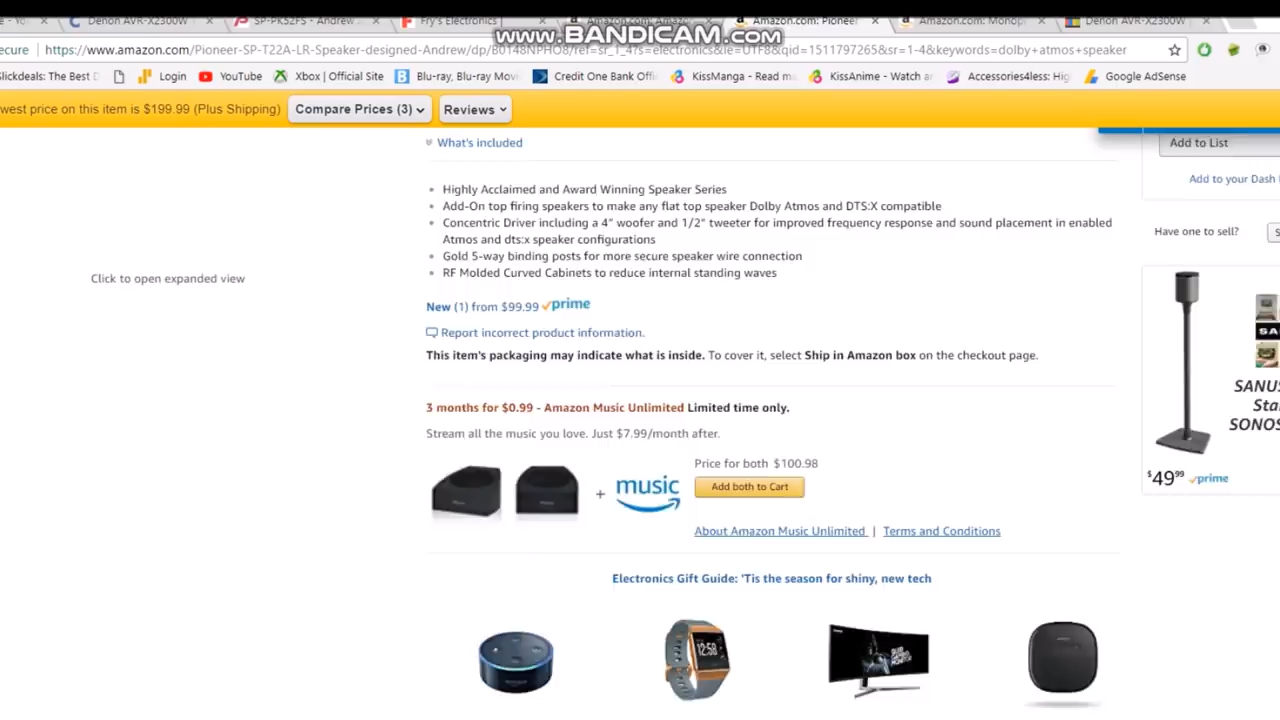 Denon AVR-X2300W
SP-PK52FS - Andrew
Fry's Electronics
Amazon.com: Pioneer
Amazon.com: Monop
Denon AVR-X2300W
www.BANDICAM.com
https://www.amazon.com/Pioneer-SP-T22A-LR-Speaker-designed-Andrew/dp/B0148NPHO8/ref=sr_1_4?s=electronics&ie=UTF8&qid=1511797265&sr=1-4&keywords=dolby+atmos+speaker
Slickdeals: The Best D
Login
YouTube
Xbox | Official Site
Blu-ray, Blu-ray Movi
Credit One Bank Offi
KissManga - Read ma
KissAnime - Watch an
Accessories4less: Hig
Google AdSense
west price on this item is $199.99 (Plus Shipping)
Compare Prices (3)
Reviews
What's included
Add to List
Add to your Dash
Highly Acclaimed and Award Winning Speaker Series
Add-On top firing speakers to make any flat top speaker Dolby Atmos and DTS:X compatible
Concentric Driver including a 4" woofer and 1/2" tweeter for improved frequency response and sound placement in enabled
Atmos and dts:x speaker configurations
Gold 5-way binding posts for more secure speaker wire connection
RF Molded Curved Cabinets to reduce internal standing waves
Have one to sell?
Click to open expanded view
New (1) from $99.99 prime
Report incorrect product information.
This item's packaging may indicate what is inside. To cover it, select Ship in Amazon box on the checkout page.
SA
SANUS
Sta
SONOS
$49.99 prime
3 months for $0.99 - Amazon Music Unlimited Limited time only.
Stream all the music you love. Just $7.99/month after.
+
music
Price for both $100.98
Add both to Cart
About Amazon Music Unlimited | Terms and Conditions
Electronics Gift Guide: 'Tis the season for shiny, new tech
12:58
QLED
GAMING
MONITOR